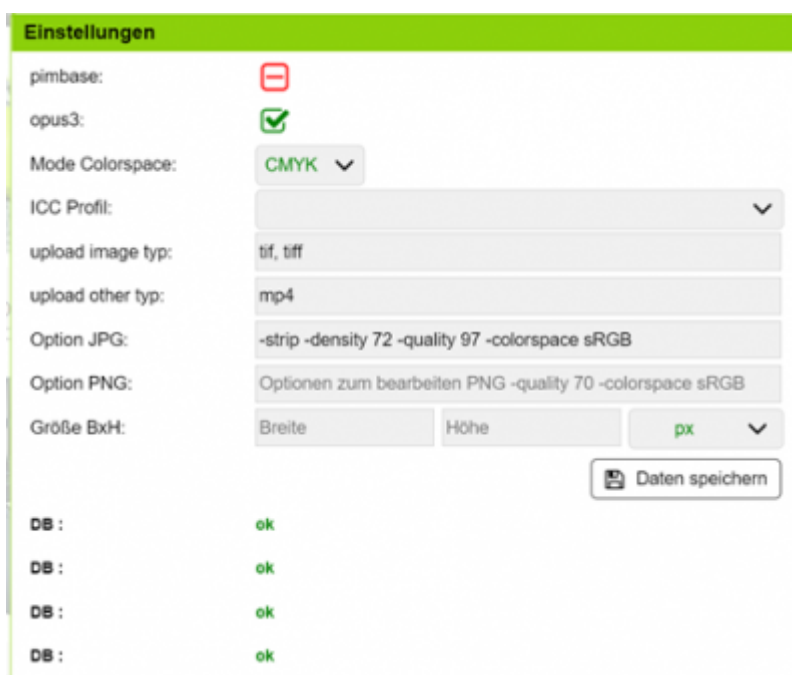 Einstellungen
pimbase:
opus3:
Mode Colorspace: CMYK
ICC Profil:
upload image typ: tif, tiff
upload other typ: mp4
Option JPG: -strip -density 72 -quality 97 -colorspace sRGB
Option PNG: Optionen zum bearbeiten PNG -quality 70 -colorspace sRGB
Größe BxH: Breite Höhe px
Daten speichern
DB : ok
DB : ok
DB : ok
DB : ok